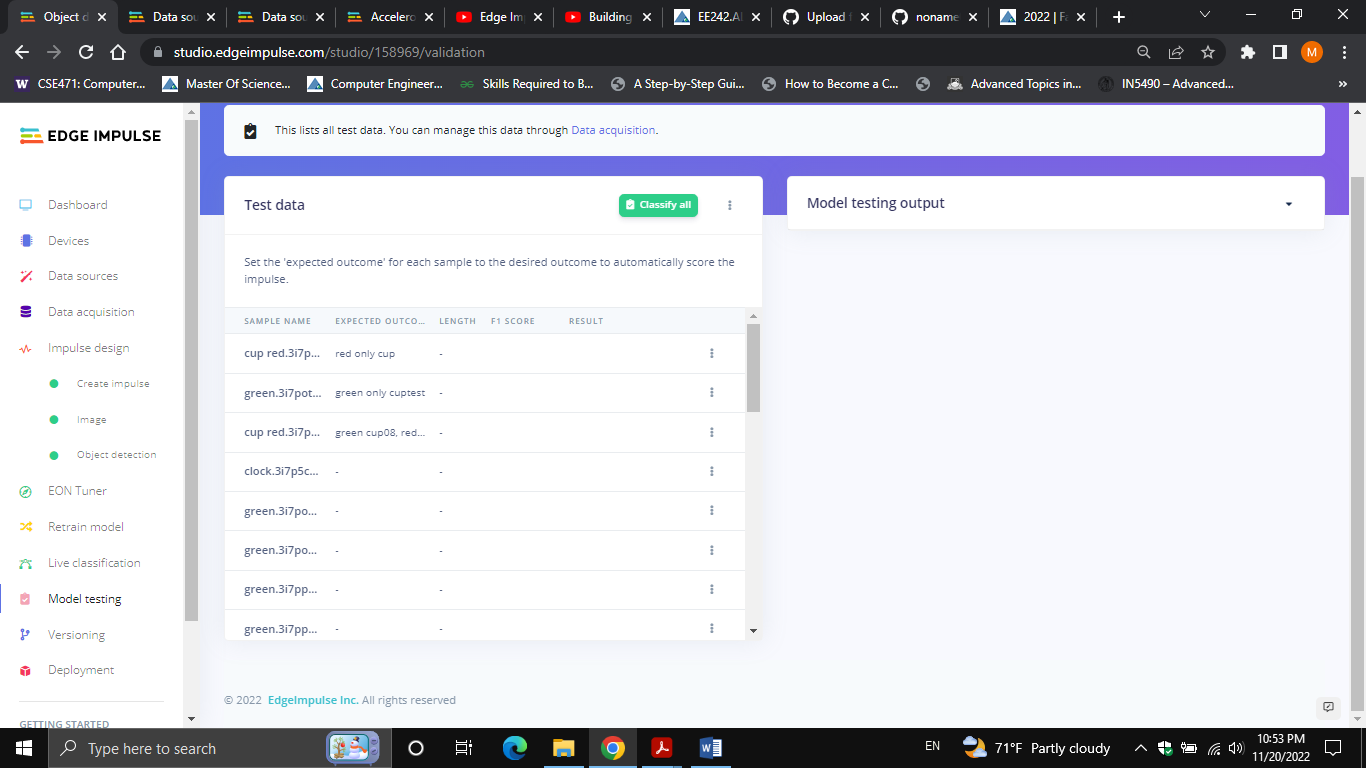 Object d
Data sou
Data sou
Accelero
Edge Im
Building
EE242.A
Upload f
noname
2022 | Fa
studio.edgeimpulse.com/studio/158969/validation
M
CSE471: Computer...
Master Of Science...
Computer Engineer...
Skills Required to B...
A Step-by-Step Gui...
How to Become a C...
Advanced Topics in...
IN5490 – Advanced...
EDGE IMPULSE
Dashboard
Devices
Data sources
Data acquisition
Impulse design
Create impulse
Image
Object detection
EON Tuner
Retrain model
Live classification
Model testing
Versioning
Deployment
GETTING STARTED
This lists all test data. You can manage this data through Data acquisition.
Test data
Classify all
Set the 'expected outcome' for each sample to the desired outcome to automatically score the
impulse.
SAMPLE NAME EXPECTED OUTCO... LENGTH F1 SCORE RESULT
cup red.3i7p... red only cup -
green.3i7pot... green only cuptest -
cup red.3i7p... green cup08, red... -
clock.3i7p5c... - -
green.3i7po... - -
green.3i7po... - -
green.3i7pp... - -
green.3i7pp... - -
Model testing output
© 2022 EdgeImpulse Inc. All rights reserved
Type here to search
EN
71°F Partly cloudy
10:53 PM
11/20/2022